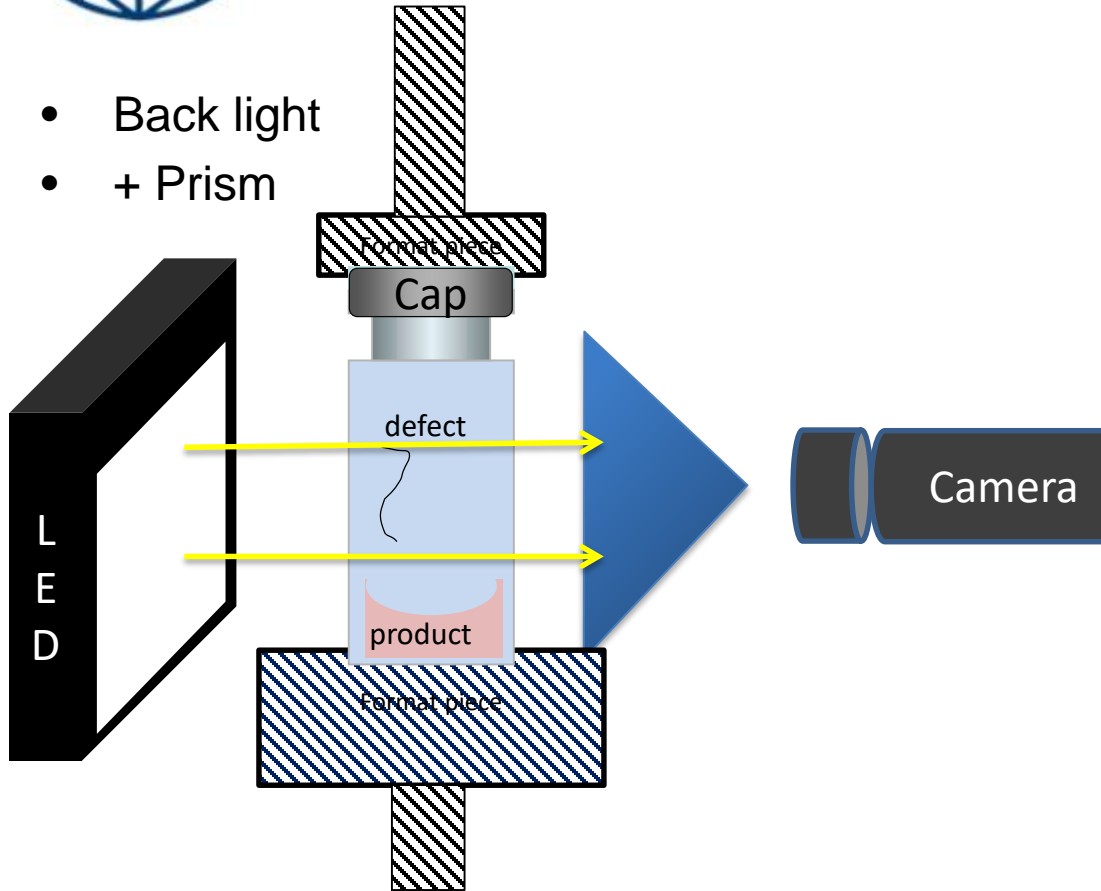 • Back light
• + Prism
Format piece
Cap
defect
Camera
L
E
D
product
Format piece